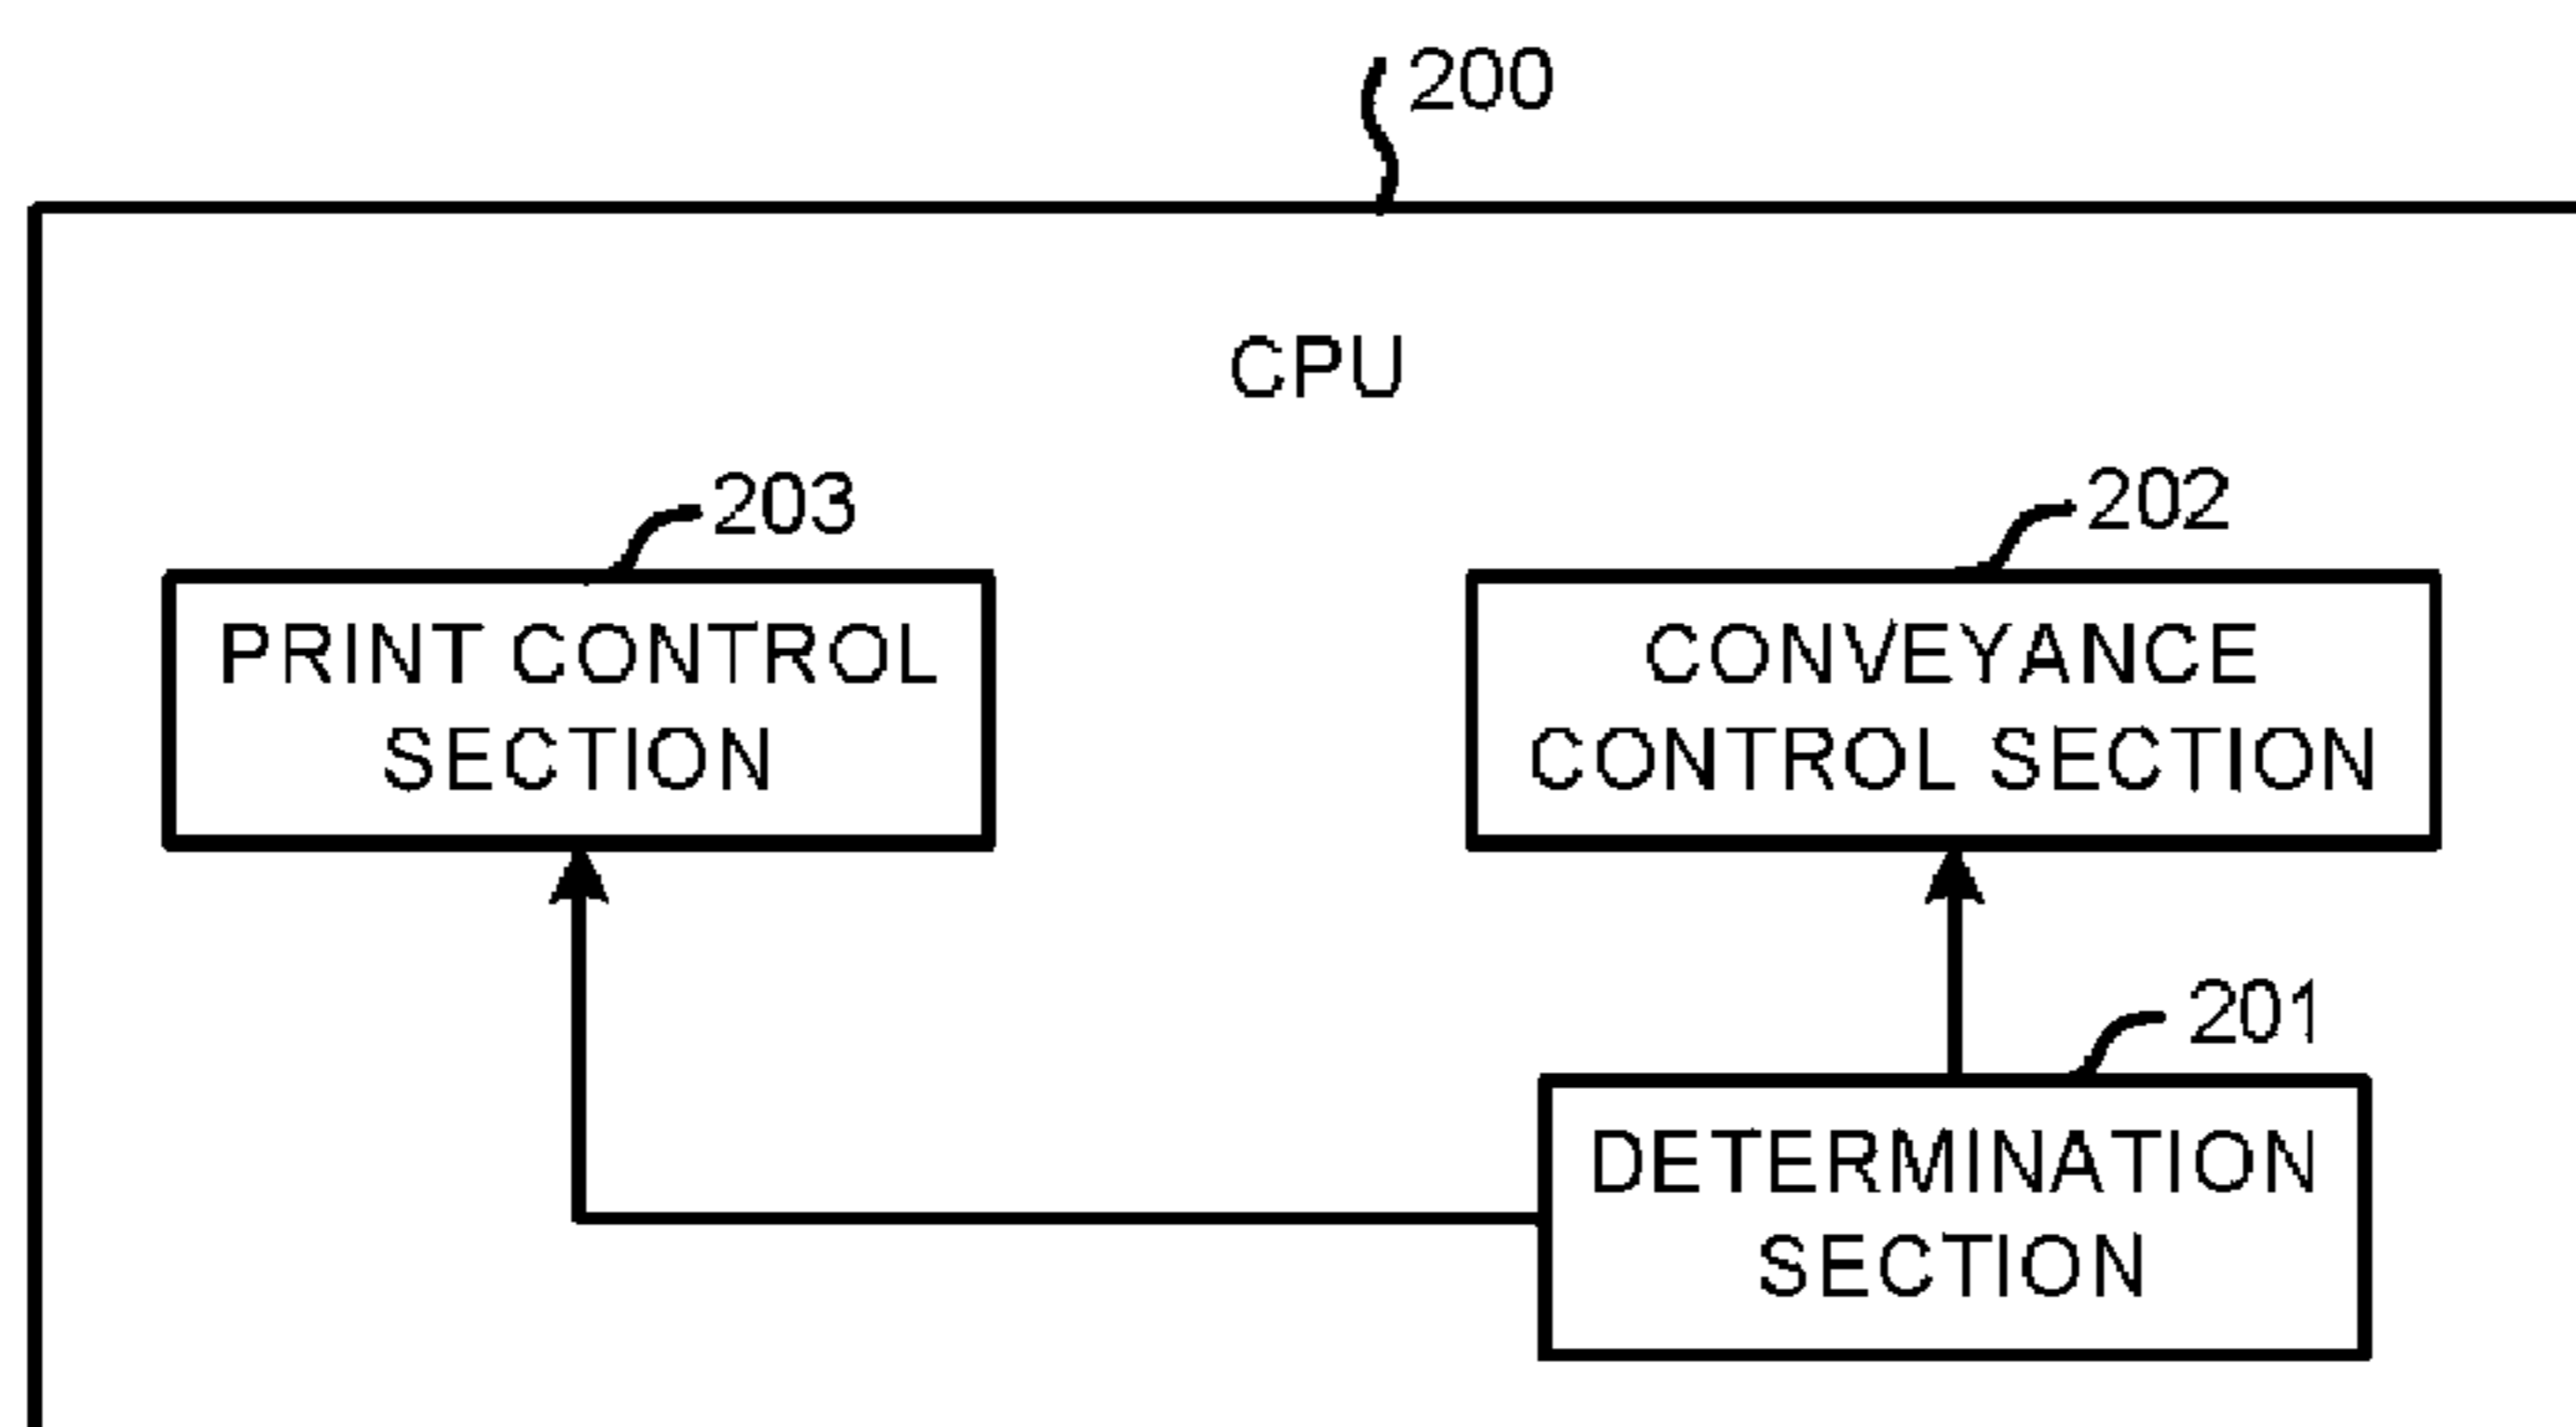 200
CPU
203
PRINT CONTROL
SECTION
202
CONVEYANCE
CONTROL SECTION
201
DETERMINATION
SECTION